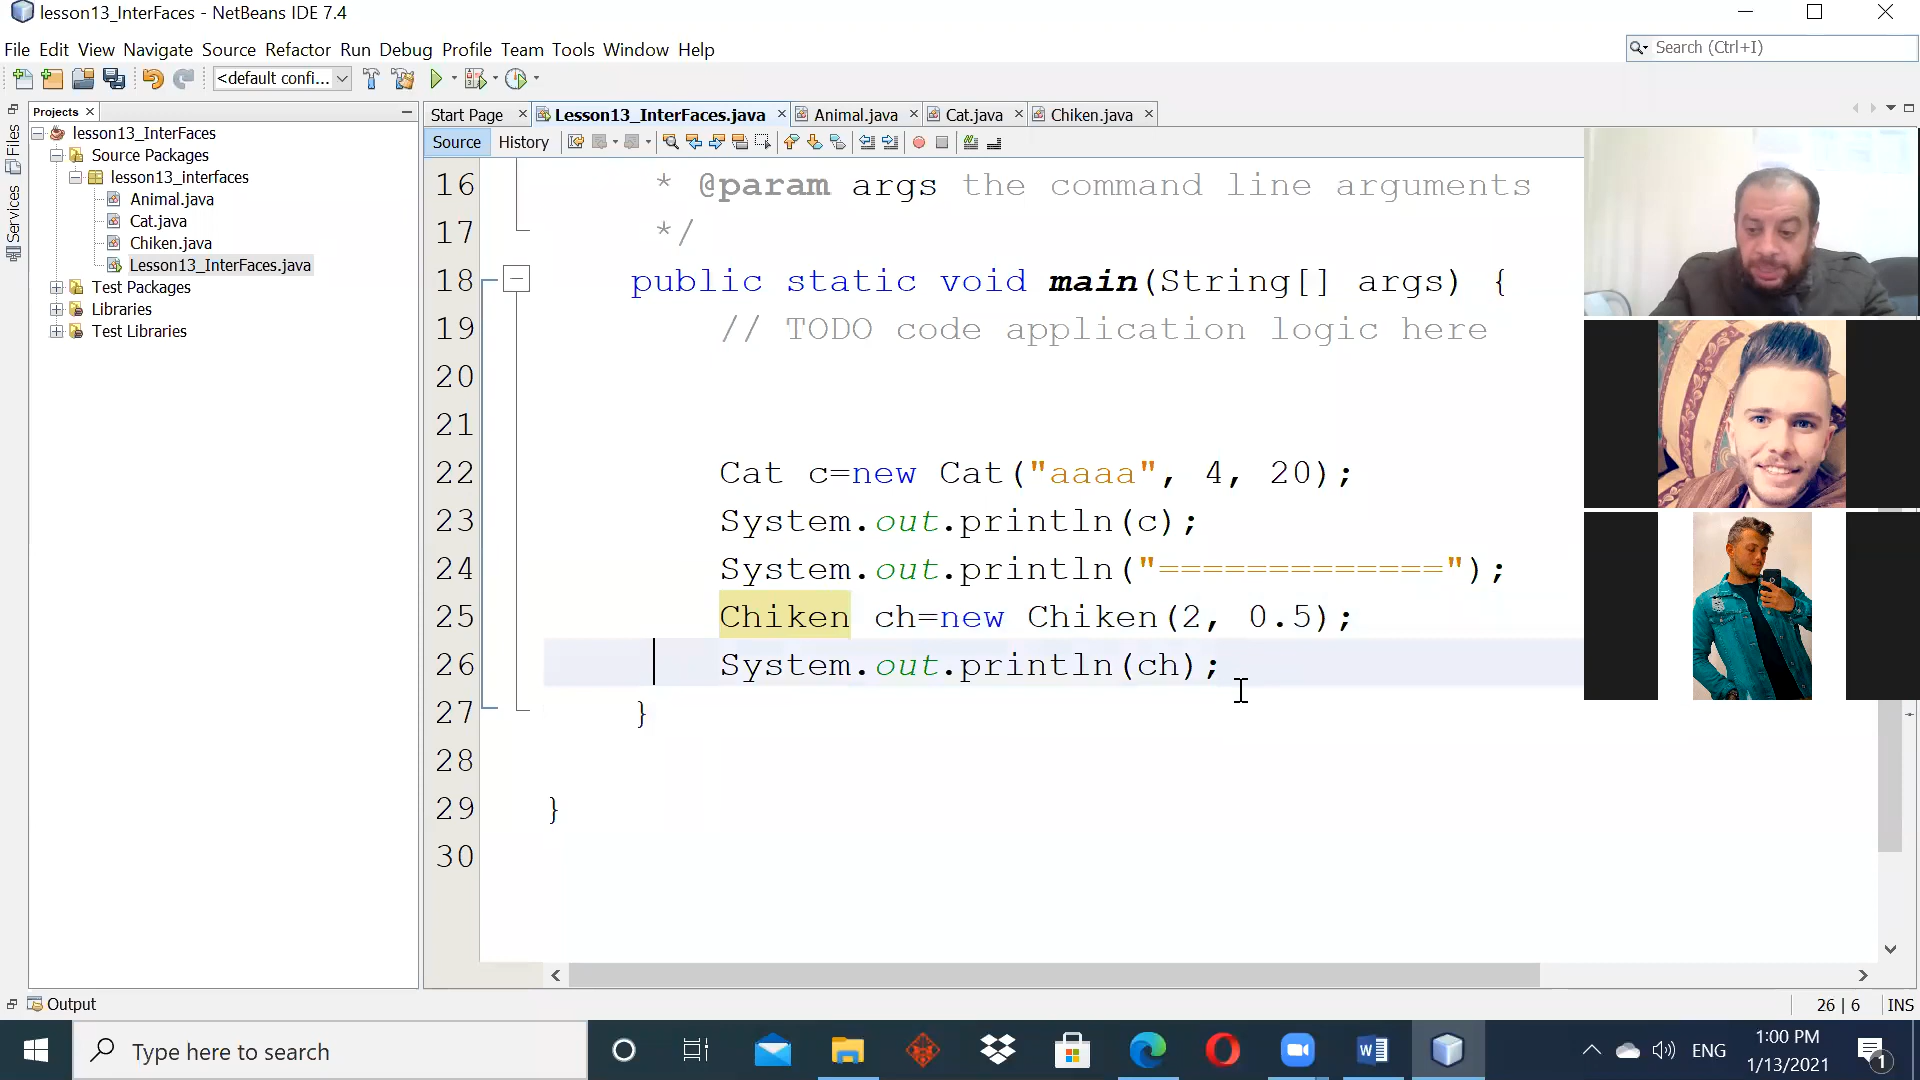 lesson13_InterFaces - NetBeans IDE 7.4
File Edit View Navigate Source Refactor Run Debug Profile Team Tools Window Help
Search (Ctrl+I)
<default confi...
Projects
Start Page
Lesson13_InterFaces.java
Animal.java
Cat.java
Chiken.java
Files
Services
lesson13_InterFaces
Source Packages
lesson13_interfaces
Animal.java
Cat.java
Chiken.java
Lesson13_InterFaces.java
Test Packages
Libraries
Test Libraries
Source History
16 * @param args the command line arguments
17 */
18 public static void main(String[] args) {
19 // TODO code application logic here
20
21
22 Cat c=new Cat("aaaa", 4, 20);
23 System.out.println(c);
24 System.out.println("=============");
25 Chiken ch=new Chiken(2, 0.5);
26 System.out.println(ch);
27 }
28
29 }
30
Output
26 | 6 INS
Type here to search
ENG
1:00 PM
1/13/2021
1